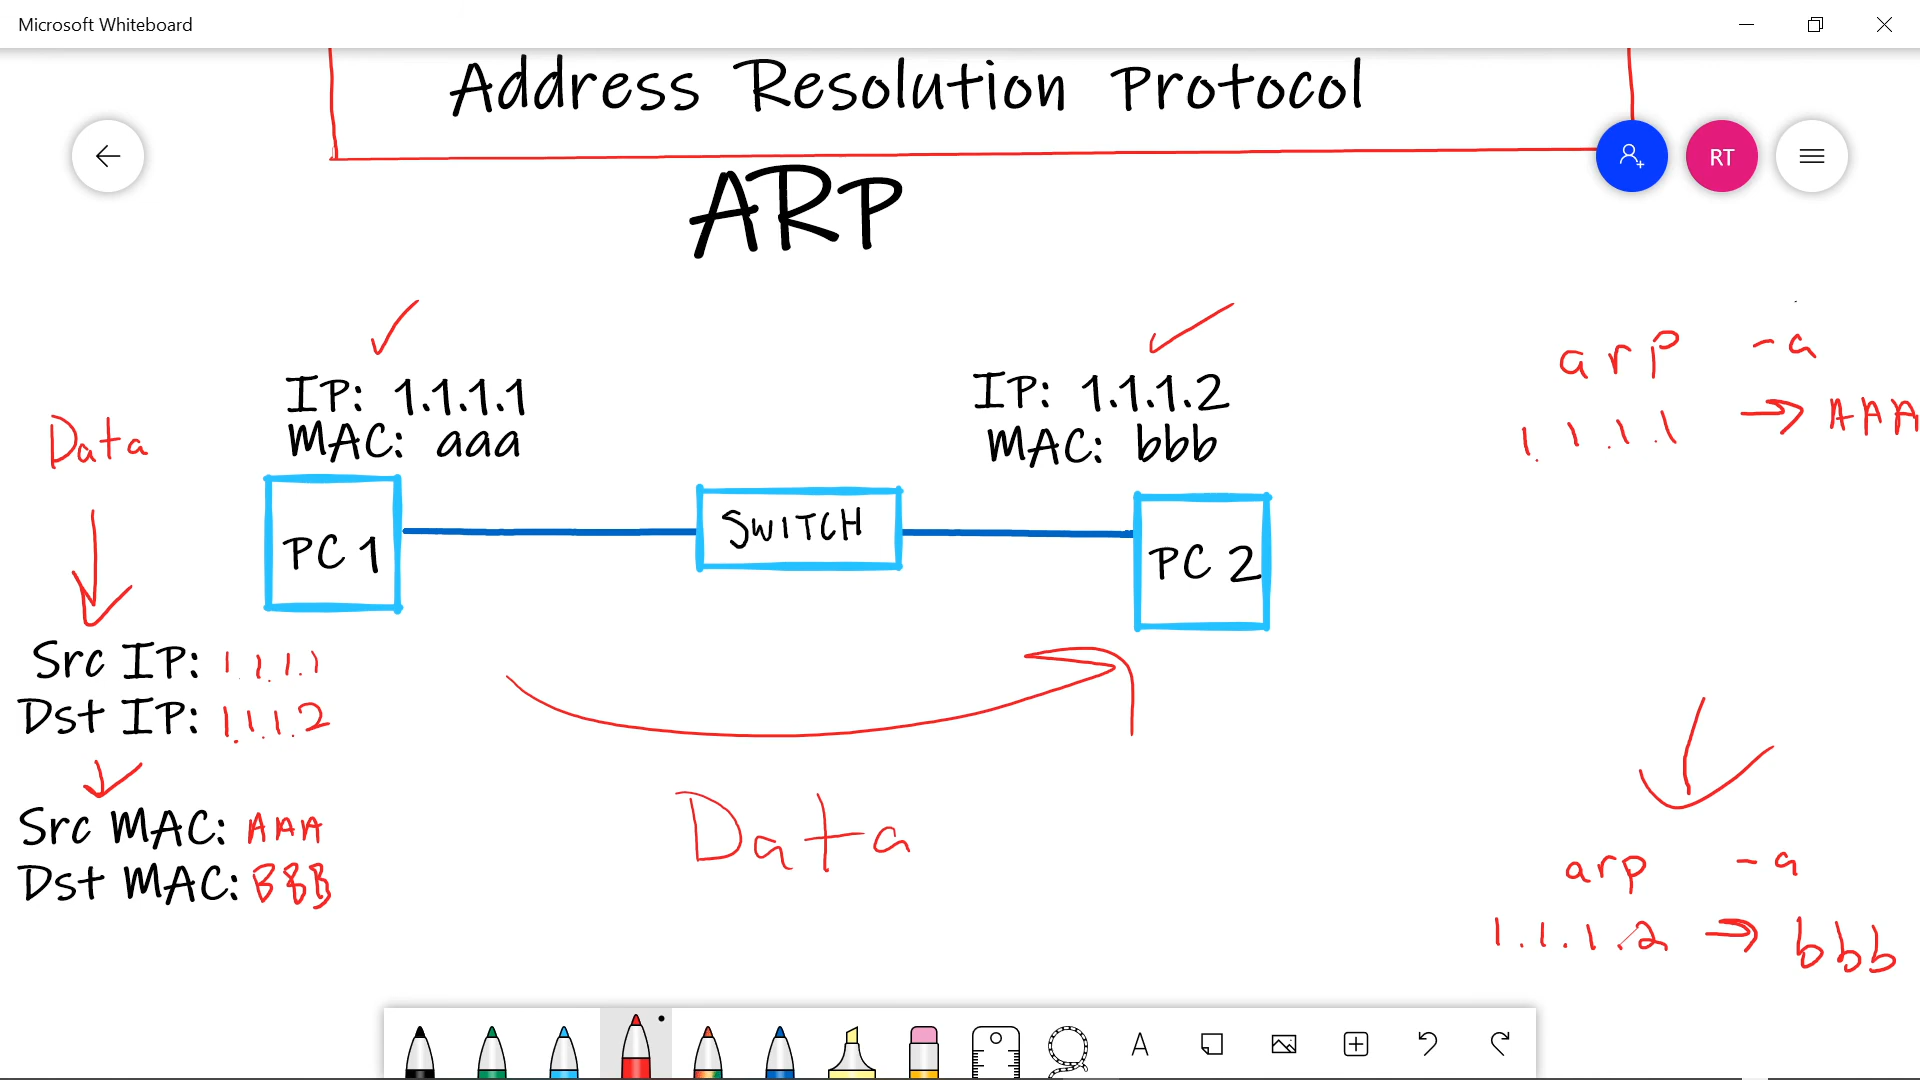 Microsoft Whiteboard
Address Resolution Protocol
RT
ARP
IP: 1.1.1.1
MAC: aaa
IP: 1.1.1.2
MAC: bbb
arp -a
1.1.1.1 → AAA
Data
PC 1
SWITCH
PC 2
Src IP: 1.1.1.1
Dst IP: 1.1.1.2
Src MAC: AAA
Dst MAC: BBB
Data
arp -a
1.1.1.2 → bbb
A